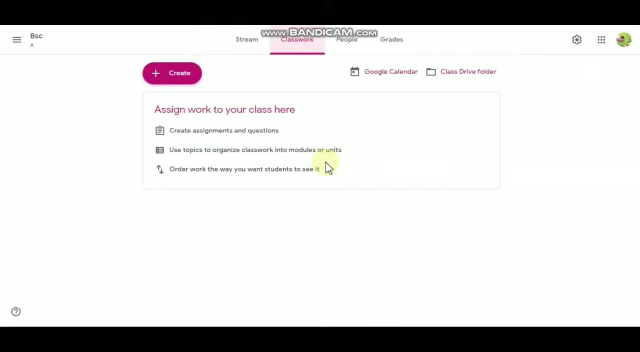 www.BANDICAM.com
Bsc
A
Stream Classwork People Grades
Create
Google Calendar Class Drive folder
Assign work to your class here
Create assignments and questions
Use topics to organize classwork into modules or units
Order work the way you want students to see it